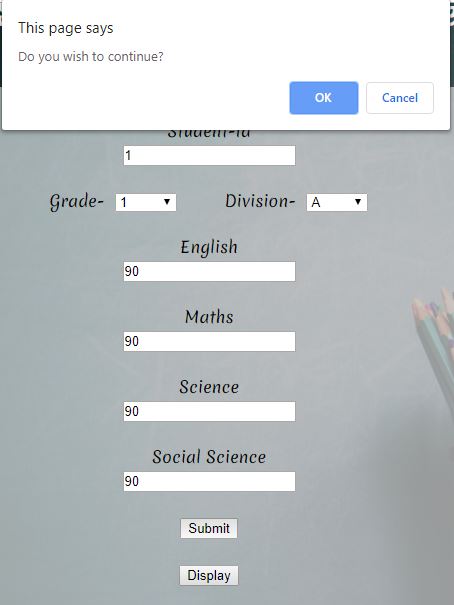 This page says
Do you wish to continue?
OK Cancel
Student-id
1
Grade- 1 Division- A
English
90
Maths
90
Science
90
Social Science
90
Submit
Display